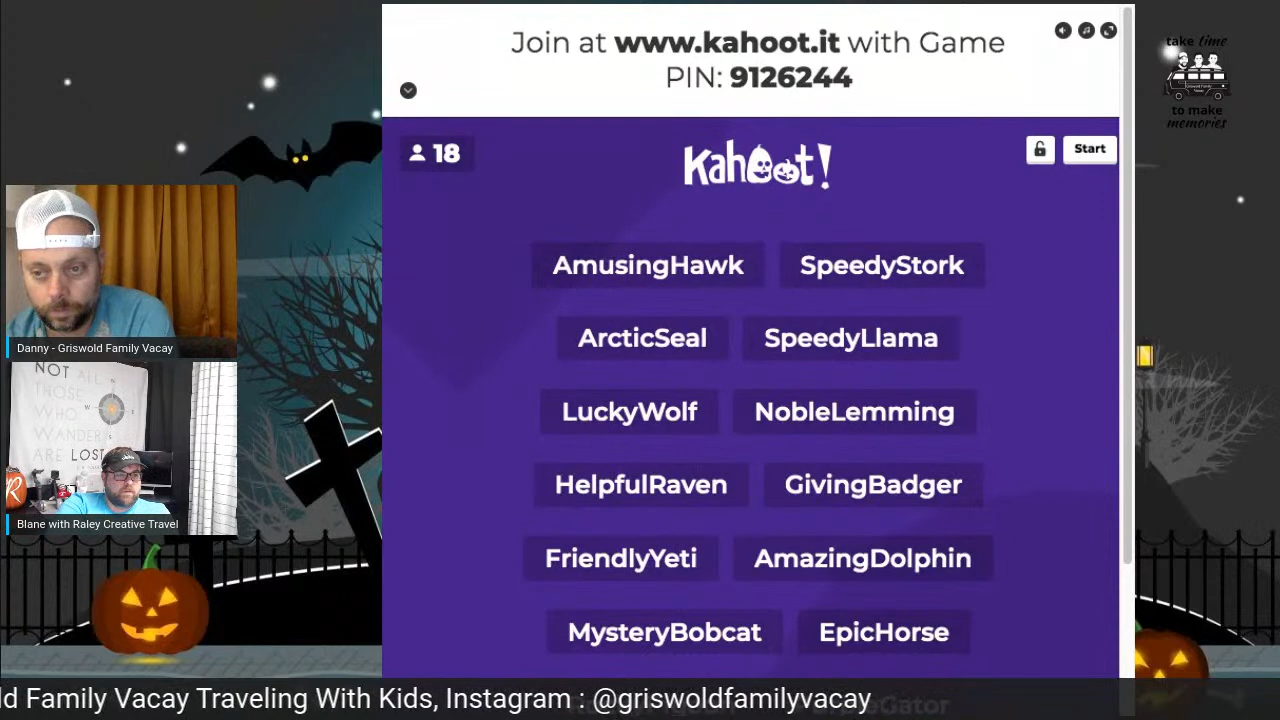 Join at www.kahoot.it with Game
PIN: 9126244
take time
to make
memories
18
Kahoot!
Start
AmusingHawk SpeedyStork
ArcticSeal SpeedyLlama
LuckyWolf NobleLemming
HelpfulRaven GivingBadger
FriendlyYeti AmazingDolphin
MysteryBobcat EpicHorse
Danny - Griswold Family Vacay
NOT ALL
THOSE
WHO
WANDER
ARE LOST
Blane with Raley Creative Travel
ld Family Vacay Traveling With Kids, Instagram : @griswoldfamilyvacay